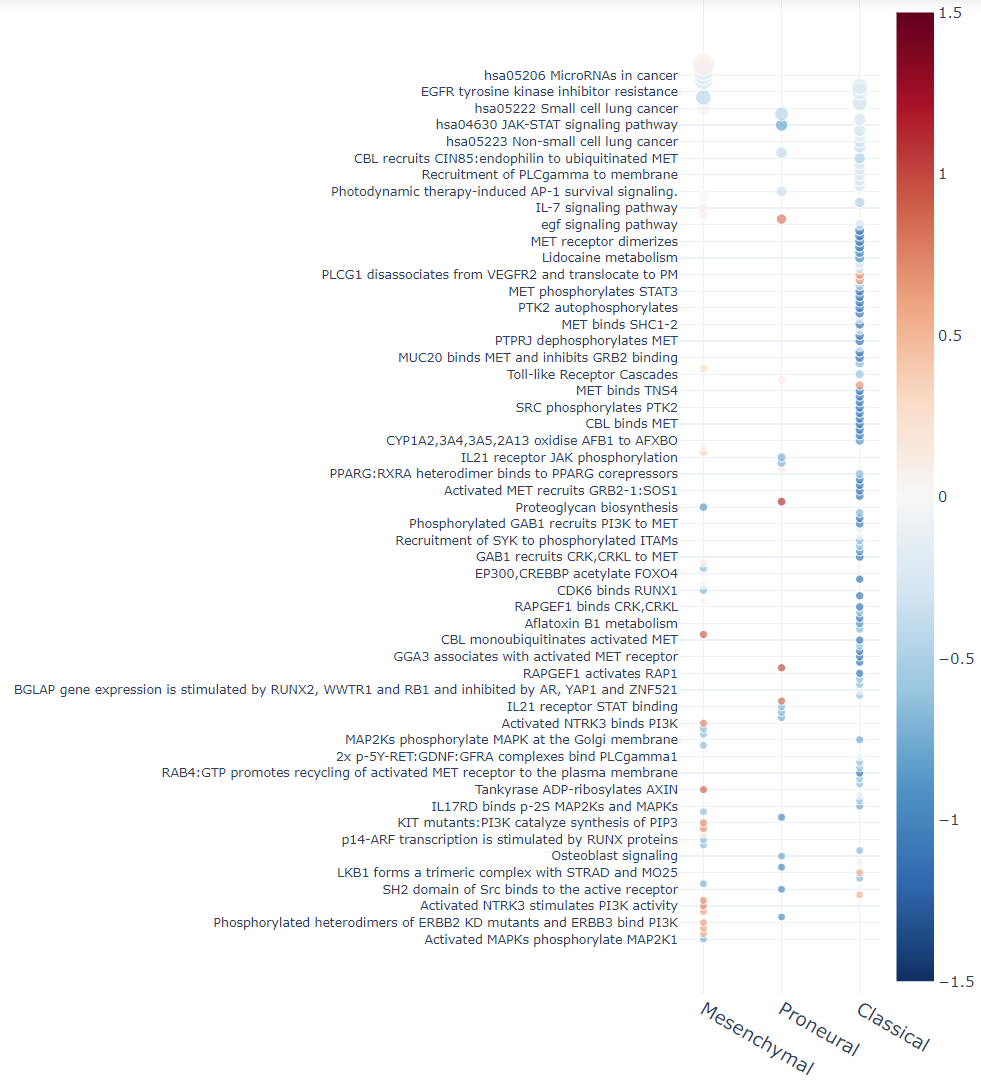 1.5
hsa05206 MicroRNAs in cancer
EGFR tyrosine kinase inhibitor resistance
hsa05222 Small cell lung cancer
hsa04630 JAK-STAT signaling pathway
hsa05223 Non-small cell lung cancer
CBL recruits CIN85:endophilin to ubiquitinated MET
Recruitment of PLCgamma to membrane
1
Photodynamic therapy-induced AP-1 survival signaling.
IL-7 signaling pathway
egf signaling pathway
MET receptor dimerizes
Lidocaine metabolism
PLCG1 disassociates from VEGFR2 and translocate to PM
MET phosphorylates STAT3
PTK2 autophosphorylates
MET binds SHC1-2
0.5
PTPRJ dephosphorylates MET
MUC20 binds MET and inhibits GRB2 binding
Toll-like Receptor Cascades
MET binds TNS4
SRC phosphorylates PTK2
CBL binds MET
CYP1A2,3A4,3A5,2A13 oxidise AFB1 to AFXBO
IL21 receptor JAK phosphorylation
PPARG:RXRA heterodimer binds to PPARG corepressors
Activated MET recruits GRB2-1:SOS1
0
Proteoglycan biosynthesis
Phosphorylated GAB1 recruits PI3K to MET
Recruitment of SYK to phosphorylated ITAMs
GAB1 recruits CRK,CRKL to MET
EP300,CREBBP acetylate FOXO4
CDK6 binds RUNX1
RAPGEF1 binds CRK,CRKL
Aflatoxin B1 metabolism
CBL monoubiquitinates activated MET
GGA3 associates with activated MET receptor
−0.5
RAPGEF1 activates RAP1
BGLAP gene expression is stimulated by RUNX2, WWTR1 and RB1 and inhibited by AR, YAP1 and ZNF521
IL21 receptor STAT binding
Activated NTRK3 binds PI3K
MAP2Ks phosphorylate MAPK at the Golgi membrane
2x p-5Y-RET:GDNF:GFRA complexes bind PLCgamma1
RAB4:GTP promotes recycling of activated MET receptor to the plasma membrane
Tankyrase ADP-ribosylates AXIN
IL17RD binds p-2S MAP2Ks and MAPKs
−1
KIT mutants:PI3K catalyze synthesis of PIP3
p14-ARF transcription is stimulated by RUNX proteins
Osteoblast signaling
LKB1 forms a trimeric complex with STRAD and MO25
SH2 domain of Src binds to the active receptor
Activated NTRK3 stimulates PI3K activity
Phosphorylated heterodimers of ERBB2 KD mutants and ERBB3 bind PI3K
Activated MAPKs phosphorylate MAP2K1
−1.5
Mesenchymal
Proneural
Classical